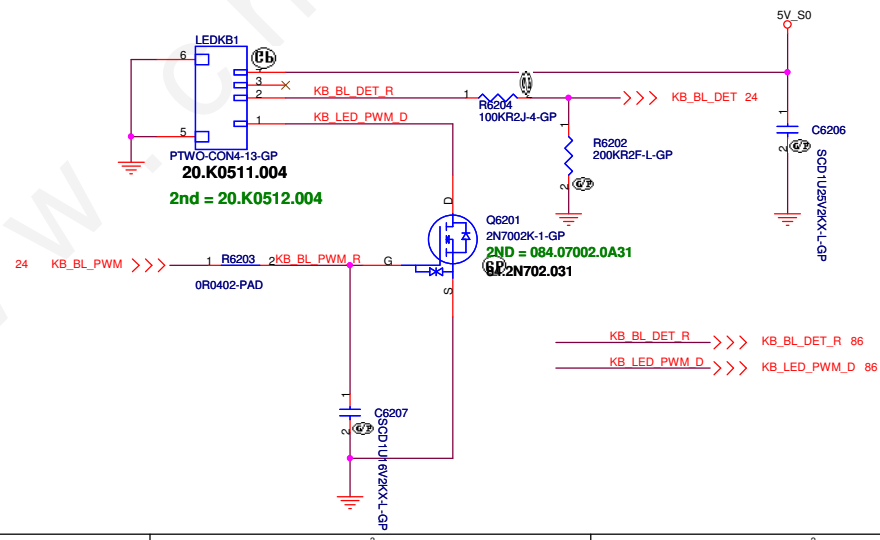 5V_S0
LEDKB1
6
3
2
KB_BL_DET_R
1
R6204
100KR2J-4-GP
KB_BL_DET 24
1
KB_LED_PWM_D
5
PTWO-CON4-13-GP
20.K0511.004
2nd = 20.K0512.004
1
R6202
200KR2F-L-GP
2
1
C6206
2
SCD1U25V2KX-L-GP
D
Q6201
2N7002K-1-GP
2ND = 084.07002.0A31
84.2N702.031
G
S
24 KB_BL_PWM
1
R6203
2
KB_BL_PWM_R
0R0402-PAD
KB_BL_DET_R
KB_BL_DET_R 86
KB_LED_PWM_D
KB_LED_PWM_D 86
1
C6207
2
SCD1U16V2KX-L-GP